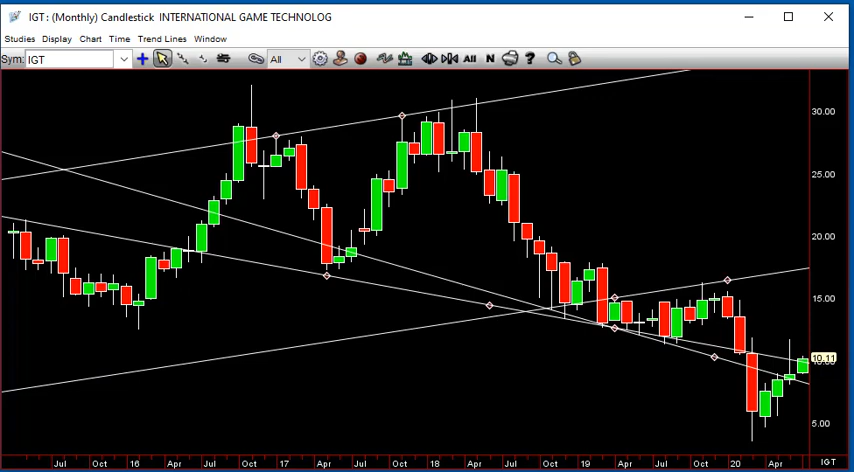 IGT : (Monthly) Candlestick INTERNATIONAL GAME TECHNOLOG
Studies Display Chart Time Trend Lines Window
Sym: IGT All All N ?
30.00
25.00
20.00
15.00
10.11
5.00
Jul Oct 16 Apr Jul Oct 17 Apr Jul Oct 18 Apr Jul Oct 19 Apr Jul Oct 20 Apr IGT